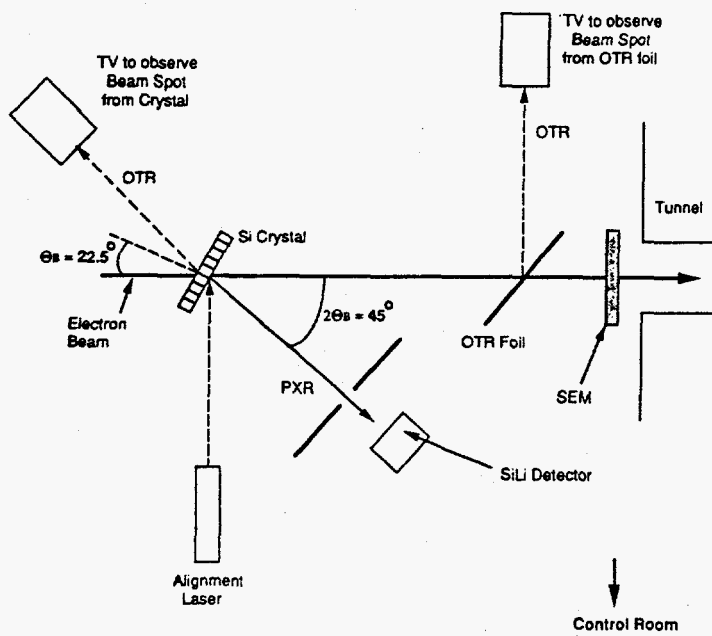 TV to observe
Beam Spot
from Crystal
TV to observe
Beam Spot
from OTR foil
OTR
OTR
Tunnel
Si Crystal
ΘB = 22.5°
Electron
Beam
2ΘB = 45°
OTR Foil
PXR
SEM
SiLi Detector
Alignment
Laser
Control Room